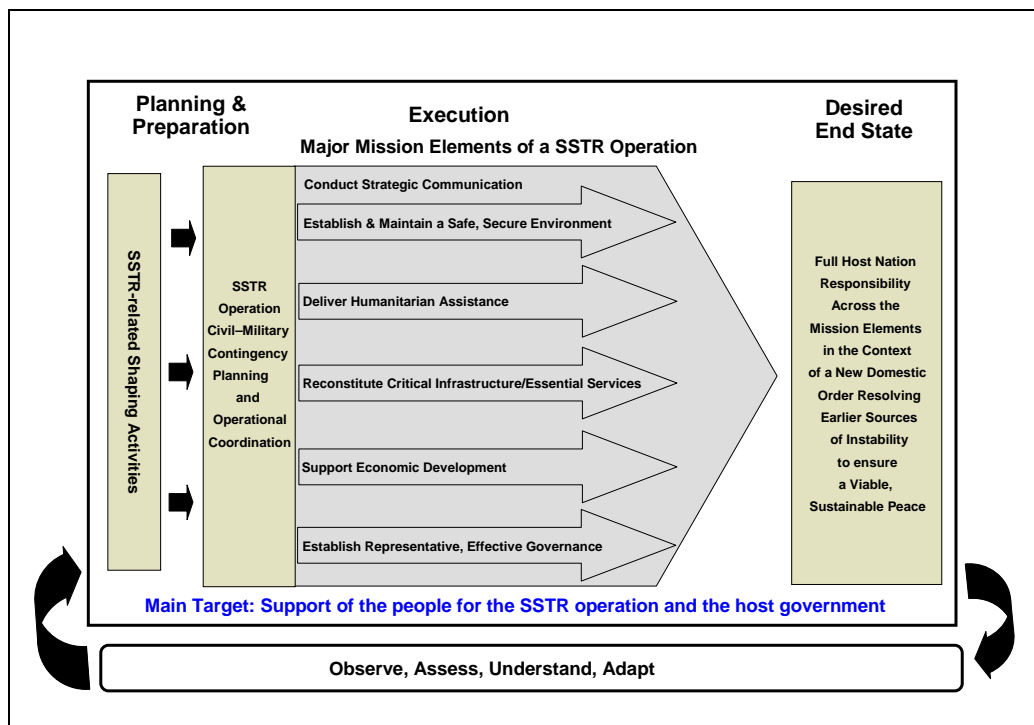 Planning &
Preparation
Execution
Major Mission Elements of a SSTR Operation
Desired
End State
SSTR-related Shaping Activities
SSTR
Operation
Civil–Military
Contingency
Planning
and
Operational
Coordination
Conduct Strategic Communication
Establish & Maintain a Safe, Secure Environment
Deliver Humanitarian Assistance
Reconstitute Critical Infrastructure/Essential Services
Support Economic Development
Establish Representative, Effective Governance
Full Host Nation
Responsibility
Across the
Mission Elements
in the Context
of a New Domestic
Order Resolving
Earlier Sources
of Instability
to ensure
a Viable,
Sustainable Peace
Main Target: Support of the people for the SSTR operation and the host government
Observe, Assess, Understand, Adapt